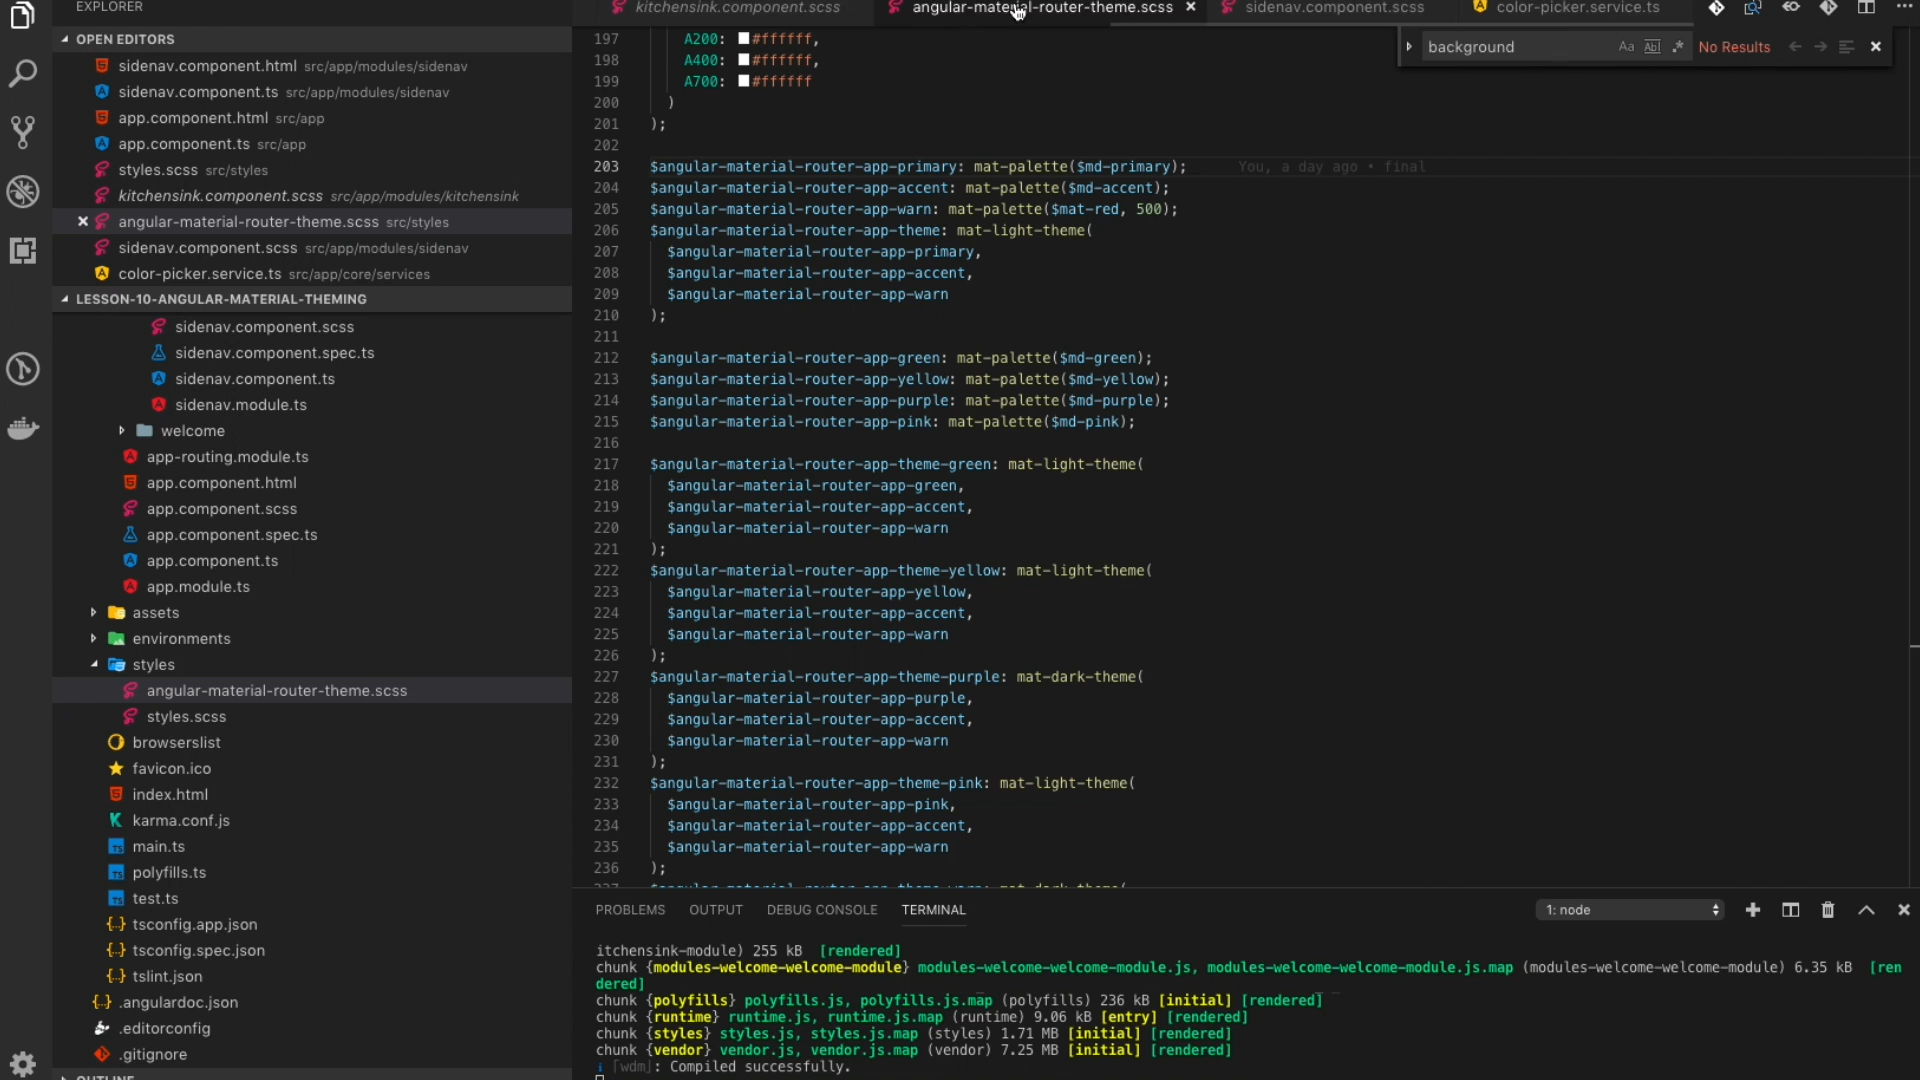 EXPLORER
OPEN EDITORS
sidenav.component.html src/app/modules/sidenav
sidenav.component.ts src/app/modules/sidenav
app.component.html src/app
app.component.ts src/app
styles.scss src/styles
kitchensink.component.scss src/app/modules/kitchensink
angular-material-router-theme.scss src/styles
sidenav.component.scss src/app/modules/sidenav
color-picker.service.ts src/app/core/services
LESSON-10-ANGULAR-MATERIAL-THEMING
sidenav.component.scss
sidenav.component.spec.ts
sidenav.component.ts
sidenav.module.ts
welcome
app-routing.module.ts
app.component.html
app.component.scss
app.component.spec.ts
app.component.ts
app.module.ts
assets
environments
styles
angular-material-router-theme.scss
styles.scss
browserslist
favicon.ico
index.html
karma.conf.js
main.ts
polyfills.ts
test.ts
tsconfig.app.json
tsconfig.spec.json
tslint.json
.angulardoc.json
.editorconfig
.gitignore
OUTLINE
kitchensink.component.scss angular-material-router-theme.scss sidenav.component.scss color-picker.service.ts
background Aa Abl .* No Results
197 A200: #ffffff,
198 A400: #ffffff,
199 A700: #ffffff
200 )
201 );
202
203 $angular-material-router-app-primary: mat-palette($md-primary); You, a day ago • final
204 $angular-material-router-app-accent: mat-palette($md-accent);
205 $angular-material-router-app-warn: mat-palette($mat-red, 500);
206 $angular-material-router-app-theme: mat-light-theme(
207 $angular-material-router-app-primary,
208 $angular-material-router-app-accent,
209 $angular-material-router-app-warn
210 );
211
212 $angular-material-router-app-green: mat-palette($md-green);
213 $angular-material-router-app-yellow: mat-palette($md-yellow);
214 $angular-material-router-app-purple: mat-palette($md-purple);
215 $angular-material-router-app-pink: mat-palette($md-pink);
216
217 $angular-material-router-app-theme-green: mat-light-theme(
218 $angular-material-router-app-green,
219 $angular-material-router-app-accent,
220 $angular-material-router-app-warn
221 );
222 $angular-material-router-app-theme-yellow: mat-light-theme(
223 $angular-material-router-app-yellow,
224 $angular-material-router-app-accent,
225 $angular-material-router-app-warn
226 );
227 $angular-material-router-app-theme-purple: mat-dark-theme(
228 $angular-material-router-app-purple,
229 $angular-material-router-app-accent,
230 $angular-material-router-app-warn
231 );
232 $angular-material-router-app-theme-pink: mat-light-theme(
233 $angular-material-router-app-pink,
234 $angular-material-router-app-accent,
235 $angular-material-router-app-warn
236 );
237 $angular-material-router-app-theme-warn: mat-dark-theme(
PROBLEMS OUTPUT DEBUG CONSOLE TERMINAL 1: node
itchensink-module) 255 kB [rendered]
chunk {modules-welcome-welcome-module} modules-welcome-welcome-module.js, modules-welcome-welcome-module.js.map (modules-welcome-welcome-module) 6.35 kB [ren
dered]
chunk {polyfills} polyfills.js, polyfills.js.map (polyfills) 236 kB [initial] [rendered]
chunk {runtime} runtime.js, runtime.js.map (runtime) 9.06 kB [entry] [rendered]
chunk {styles} styles.js, styles.js.map (styles) 1.71 MB [initial] [rendered]
chunk {vendor} vendor.js, vendor.js.map (vendor) 7.25 MB [initial] [rendered]
i [wdm]: Compiled successfully.